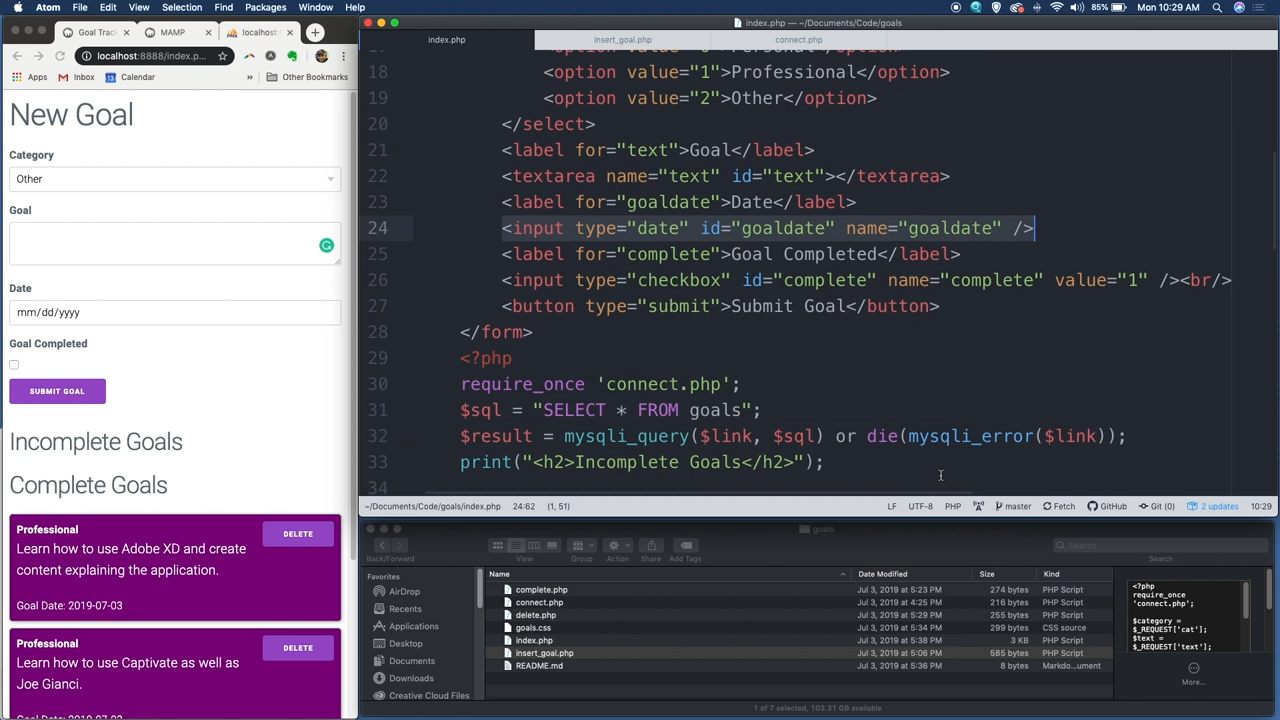 Atom File Edit View Selection Find Packages Window Help
85% Mon 10:29 AM
Goal Trac MAMP localhost:
localhost:8888/index.p...
Apps Inbox Calendar » Other Bookmarks
New Goal
Category
Other
Goal
Date
mm/dd/yyyy
Goal Completed
SUBMIT GOAL
Incomplete Goals
Complete Goals
Professional
DELETE
Learn how to use Adobe XD and create
content explaining the application.
Goal Date: 2019-07-03
Professional
DELETE
Learn how to use Captivate as well as
Joe Gianci.
index.php — ~/Documents/Code/goals
index.php insert_goal.php connect.php
18 <option value="1">Professional</option>
19 <option value="2">Other</option>
20 </select>
21 <label for="text">Goal</label>
22 <textarea name="text" id="text"></textarea>
23 <label for="goaldate">Date</label>
24 <input type="date" id="goaldate" name="goaldate" />
25 <label for="complete">Goal Completed</label>
26 <input type="checkbox" id="complete" name="complete" value="1" /><br/>
27 <button type="submit">Submit Goal</button>
28 </form>
29 <?php
30 require_once 'connect.php';
31 $sql = "SELECT * FROM goals";
32 $result = mysqli_query($link, $sql) or die(mysqli_error($link));
33 print("<h2>Incomplete Goals</h2>");
34
~/Documents/Code/goals/index.php 24:62 (1, 51) LF UTF-8 PHP master Fetch GitHub Git (0) 2 updates 10:29
goals
Back/Forward View Group Action Share Add Tags Search
Search
Favorites
AirDrop
Recents
Applications
Desktop
Documents
Downloads
Creative Cloud Files
Name Date Modified Size Kind
complete.php Jul 3, 2019 at 5:23 PM 274 bytes PHP Script
connect.php Jul 3, 2019 at 4:25 PM 216 bytes PHP Script
delete.php Jul 3, 2019 at 5:29 PM 255 bytes PHP Script
goals.css Jul 3, 2019 at 5:34 PM 299 bytes CSS source
index.php Jul 3, 2019 at 5:38 PM 3 KB PHP Script
insert_goal.php Jul 3, 2019 at 5:06 PM 585 bytes PHP Script
README.md Jul 3, 2019 at 5:36 PM 8 bytes Markdo...ument
<?php
require_once
'connect.php';
$category =
$_REQUEST['cat'];
$text =
$_REQUEST['text'];
More...
1 of 7 selected, 103.31 GB available